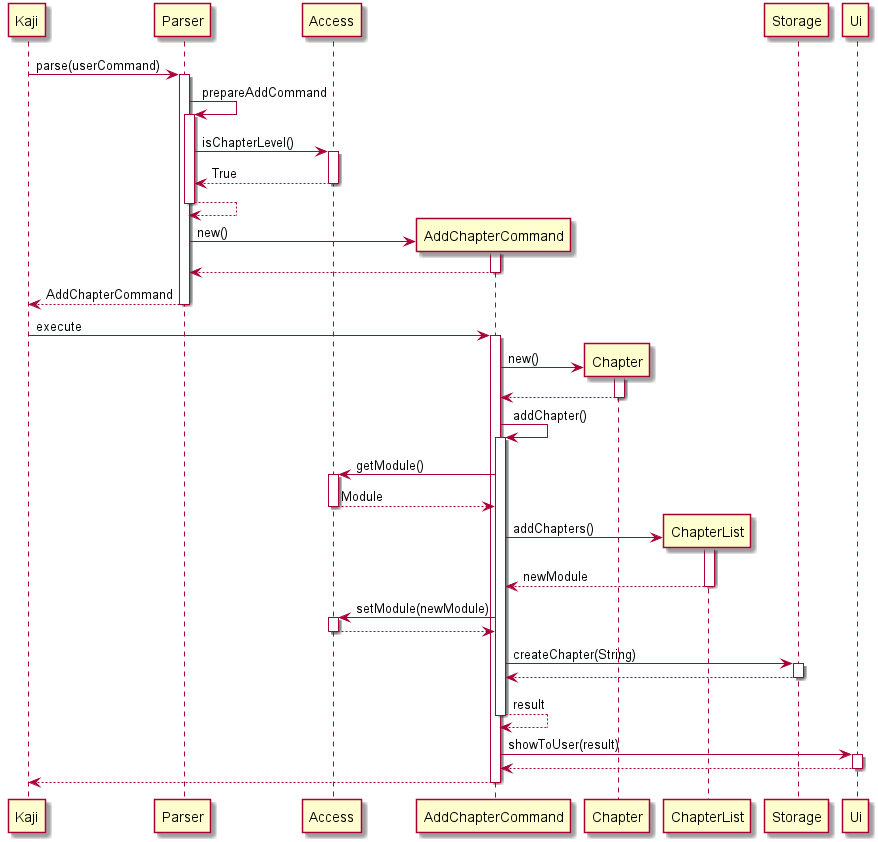 Kaji Parser Access Storage Ui
parse(userCommand)
prepareAddCommand
isChapterLevel()
True
new()
AddChapterCommand
AddChapterCommand
execute
new()
Chapter
addChapter()
getModule()
Module
addChapters()
ChapterList
newModule
setModule(newModule)
createChapter(String)
result
showToUser(result)
Kaji Parser Access AddChapterCommand Chapter ChapterList Storage Ui